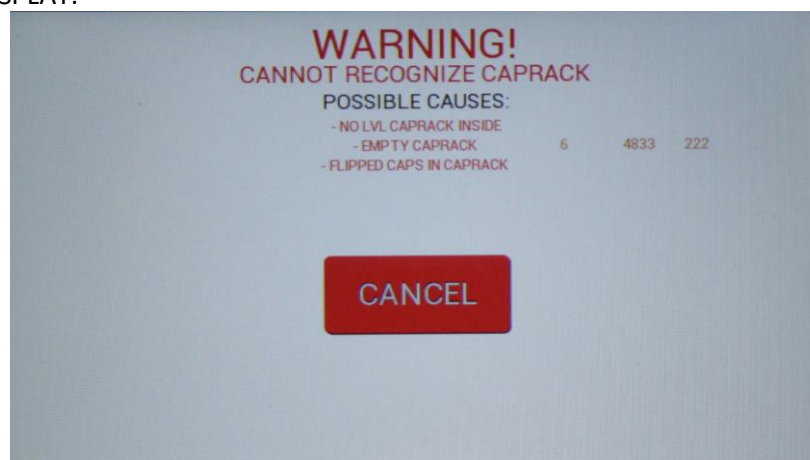 WARNING!
CANNOT RECOGNIZE CAPRACK
POSSIBLE CAUSES:
- NO LVL CAPRACK INSIDE
- EMPTY CAPRACK 6 4833 222
- FLIPPED CAPS IN CAPRACK
CANCEL